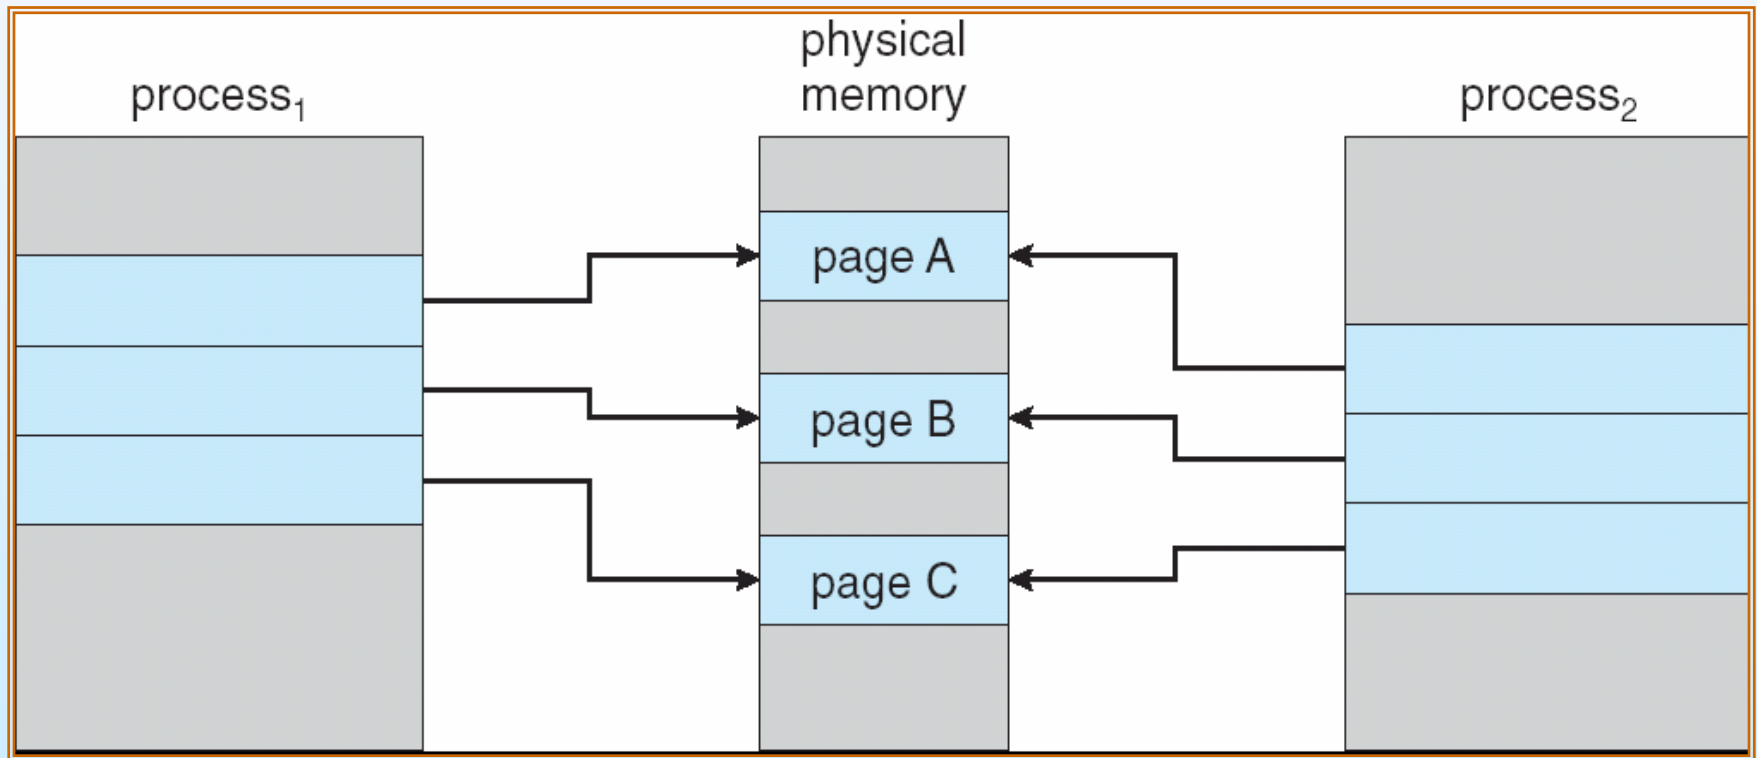 physical
memory
process₁
process₂
page A
page B
page C